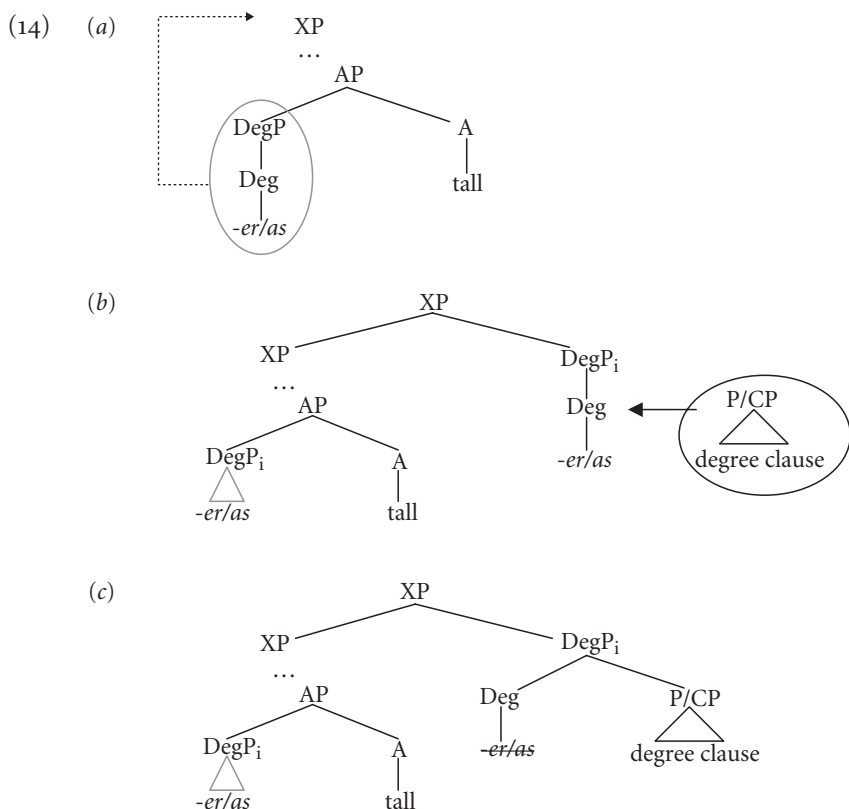 (14) (a) XP
...
AP
DegP A
Deg tall
-er/as
(b) XP
XP DegPi
... Deg P/CP
AP
DegPi A -er/as degree clause
-er/as tall
(c) XP
XP DegPi
... Deg P/CP
AP
DegPi A -er/as degree clause
-er/as tall